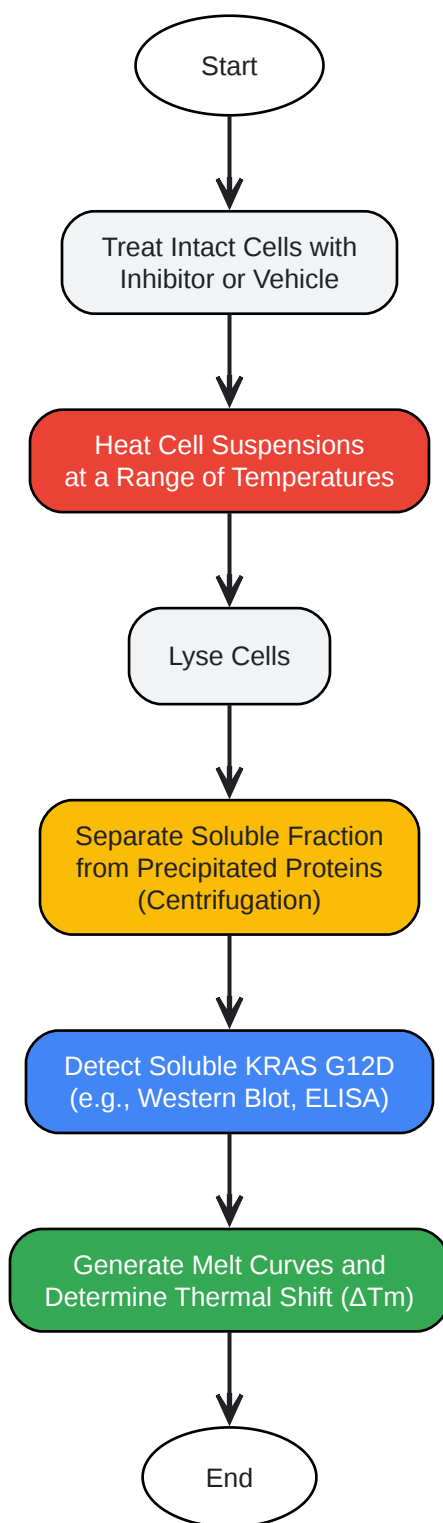 Start
Treat Intact Cells with
Inhibitor or Vehicle
Heat Cell Suspensions
at a Range of Temperatures
Lyse Cells
Separate Soluble Fraction
from Precipitated Proteins
(Centrifugation)
Detect Soluble KRAS G12D
(e.g., Western Blot, ELISA)
Generate Melt Curves and
Determine Thermal Shift (ΔTm)
End